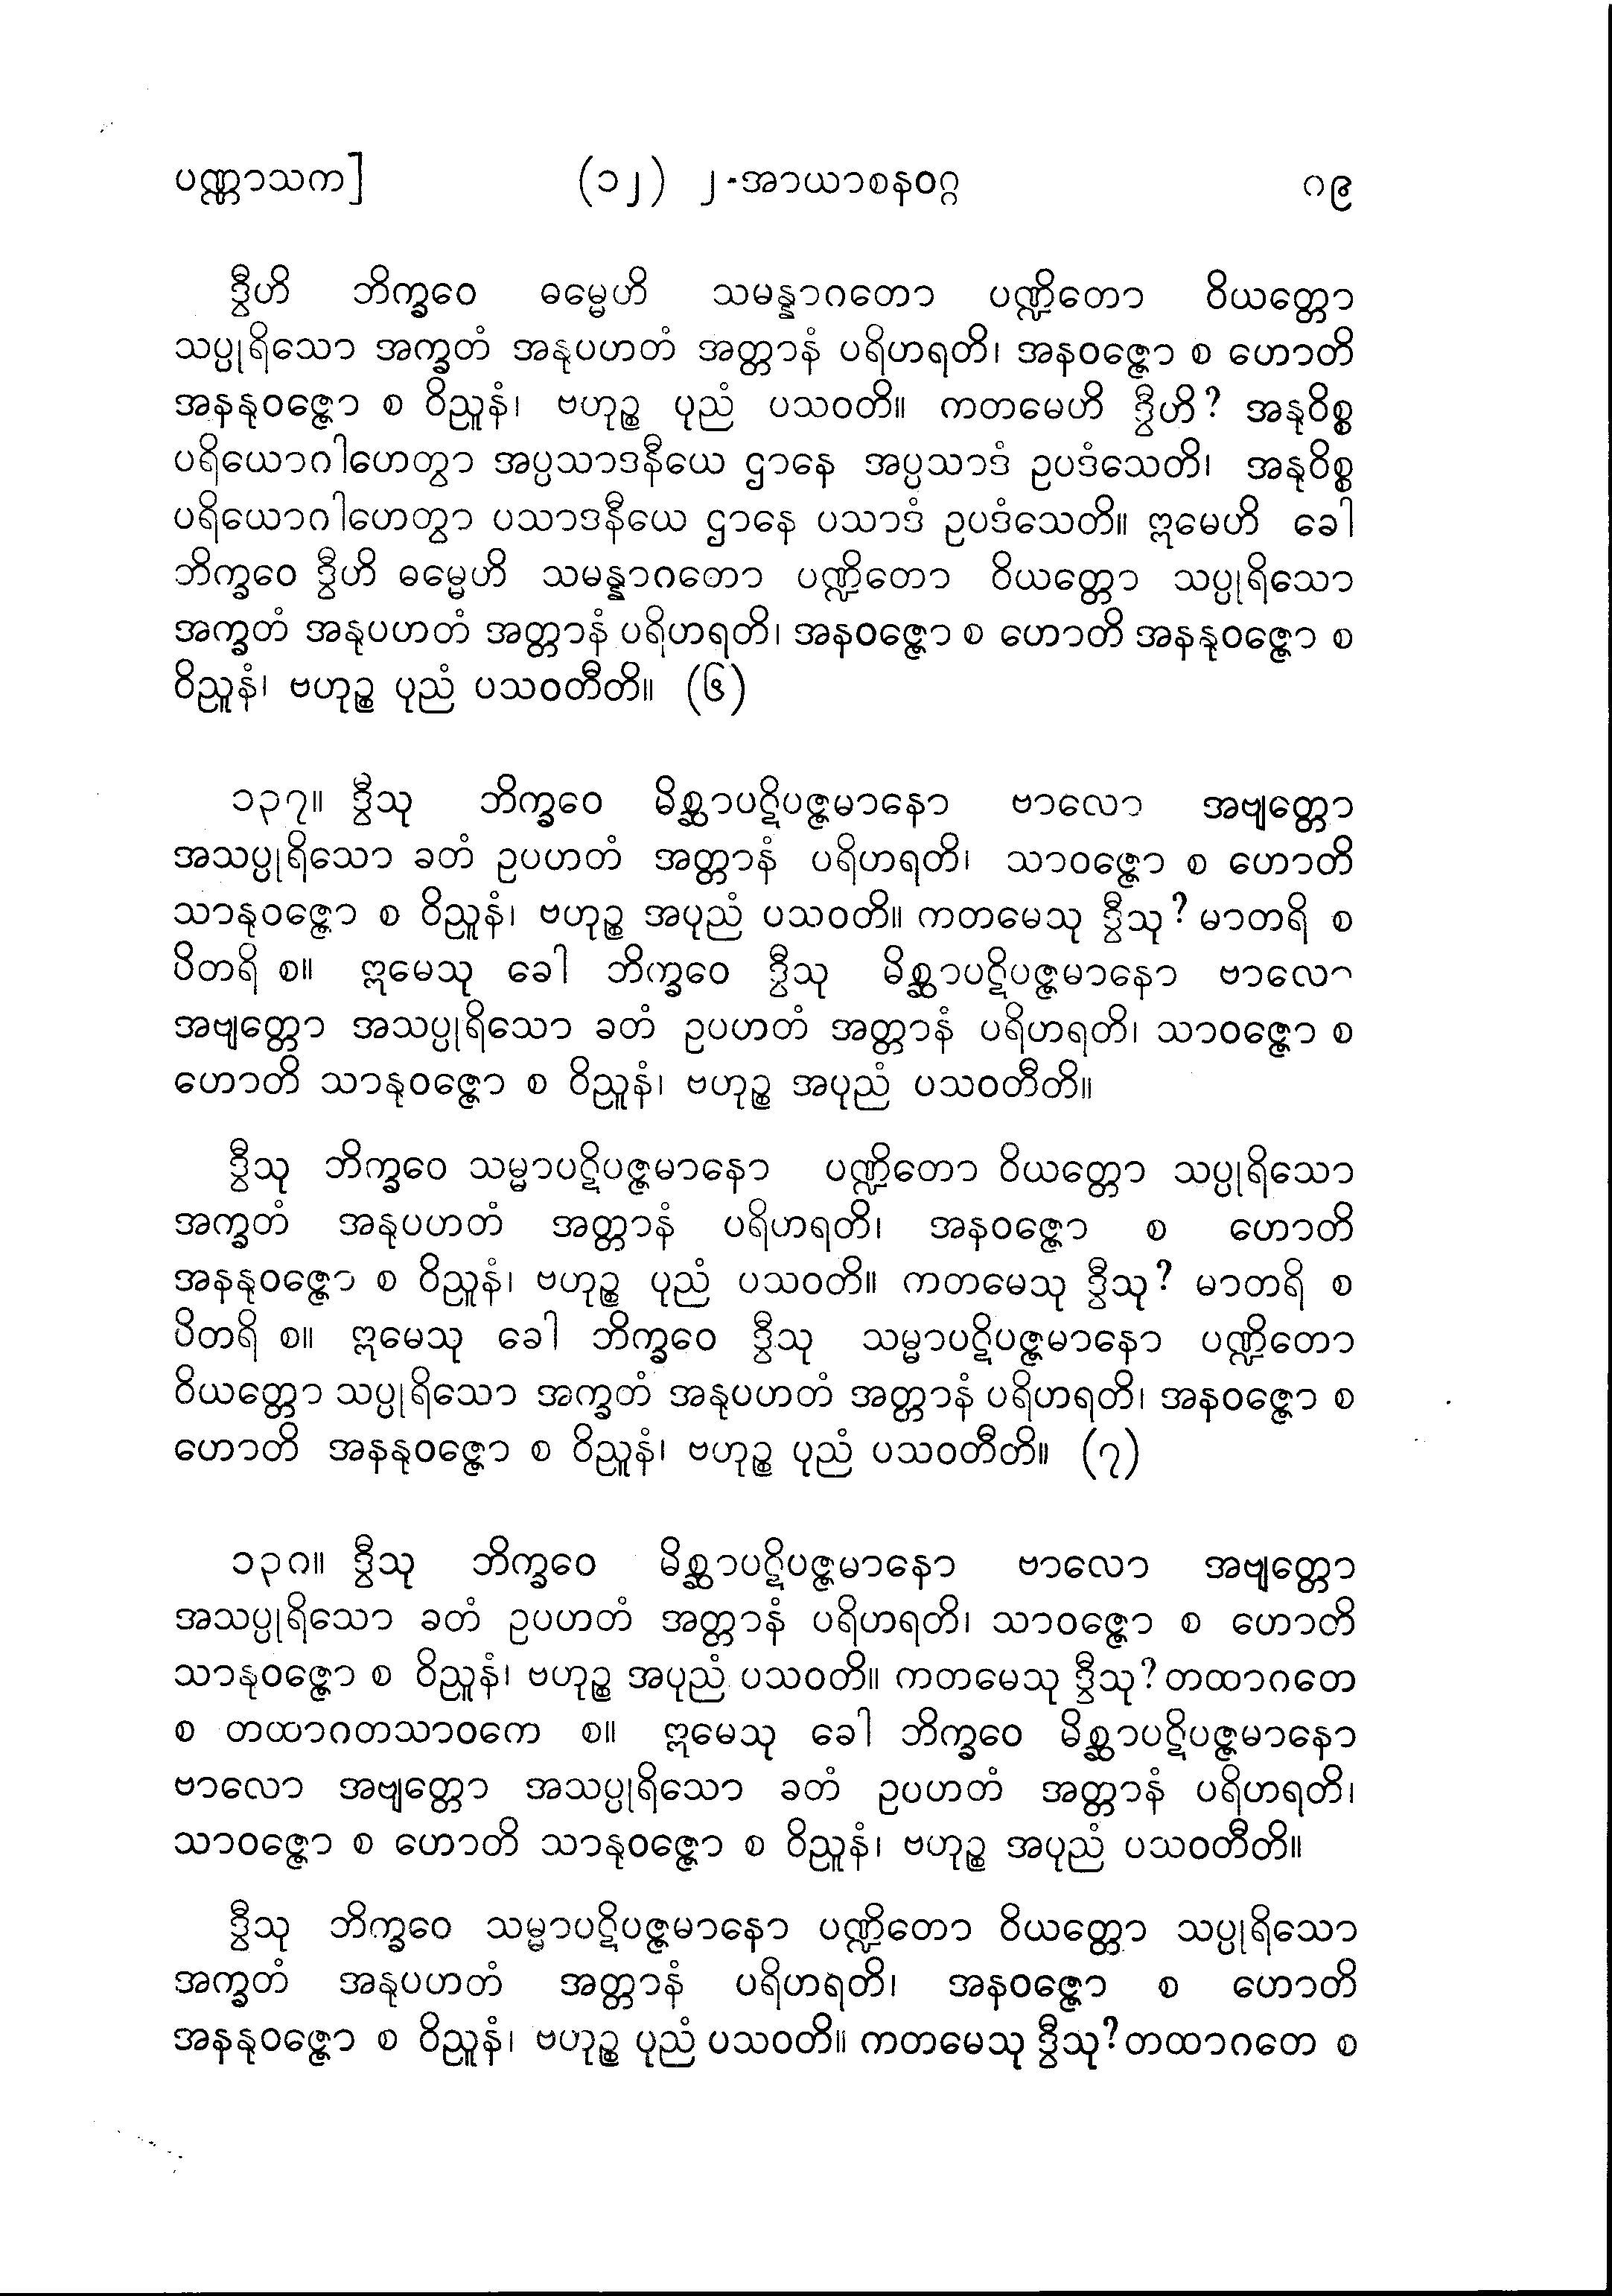 ပဏ္ဏာသက] (၁၂) ၂-အာယာစနဝဂ္ဂ ၈၉
ဒွီဟိ ဘိက္ခဝေ ဓမ္မေဟိ သမန္နာဂတော ပဏ္ဍိတော ဝိယတ္တော
သပ္ပုရိသော အက္ခတံ အနုပဟတံ အတ္တာနံ ပရိဟရတိ၊ အနဝဇ္ဇော စ ဟောတိ
အနနုဝဇ္ဇော စ ဝိညူနံ၊ ဗဟုဉ္စ ပုညံ ပသဝတိ။ ကတမေဟိ ဒွီဟိ? အနုဝိစ္စ
ပရိယောဂါဟေတွာ အပ္ပသာဒနီယေ ဌာနေ အပ္ပသာဒံ ဥပဒံသေတိ၊ အနုဝိစ္စ
ပရိယောဂါဟေတွာ ပသာဒနီယေ ဌာနေ ပသာဒံ ဥပဒံသေတိ။ ဣမေဟိ ခေါ
ဘိက္ခဝေ ဒွီဟိ ဓမ္မေဟိ သမန္နာဂတော ပဏ္ဍိတော ဝိယတ္တော သပ္ပုရိသော
အက္ခတံ အနုပဟတံ အတ္တာနံ ပရိဟရတိ၊ အနဝဇ္ဇော စ ဟောတိ အနနုဝဇ္ဇော စ
ဝိညူနံ၊ ဗဟုဉ္စ ပုညံ ပသဝတီတိ။ (၆)
၁၃၇။ ဒွီသု ဘိက္ခဝေ မိစ္ဆာပဋိပဇ္ဇမာနော ဗာလော အဗျတ္တော
အသပ္ပုရိသော ခတံ ဥပဟတံ အတ္တာနံ ပရိဟရတိ၊ သာဝဇ္ဇော စ ဟောတိ
သာနုဝဇ္ဇော စ ဝိညူနံ၊ ဗဟုဉ္စ အပုညံ ပသဝတိ။ ကတမေသု ဒွီသု? မာတရိ စ
ပိတရိ စ။ ဣမေသု ခေါ ဘိက္ခဝေ ဒွီသု မိစ္ဆာပဋိပဇ္ဇမာနော ဗာလော
အဗျတ္တော အသပ္ပုရိသော ခတံ ဥပဟတံ အတ္တာနံ ပရိဟရတိ၊ သာဝဇ္ဇော စ
ဟောတိ သာနုဝဇ္ဇော စ ဝိညူနံ၊ ဗဟုဉ္စ အပုညံ ပသဝတီတိ။
ဒွီသု ဘိက္ခဝေ သမ္မာပဋိပဇ္ဇမာနော ပဏ္ဍိတော ဝိယတ္တော သပ္ပုရိသော
အက္ခတံ အနုပဟတံ အတ္တာနံ ပရိဟရတိ၊ အနဝဇ္ဇော စ ဟောတိ
အနနုဝဇ္ဇော စ ဝိညူနံ၊ ဗဟုဉ္စ ပုညံ ပသဝတိ။ ကတမေသု ဒွီသု? မာတရိ စ
ပိတရိ စ။ ဣမေသု ခေါ ဘိက္ခဝေ ဒွီသု သမ္မာပဋိပဇ္ဇမာနော ပဏ္ဍိတော
ဝိယတ္တော သပ္ပုရိသော အက္ခတံ အနုပဟတံ အတ္တာနံ ပရိဟရတိ၊ အနဝဇ္ဇော စ
ဟောတိ အနနုဝဇ္ဇော စ ဝိညူနံ၊ ဗဟုဉ္စ ပုညံ ပသဝတီတိ။ (၇)
၁၃၈။ ဒွီသု ဘိက္ခဝေ မိစ္ဆာပဋိပဇ္ဇမာနော ဗာလော အဗျတ္တော
အသပ္ပုရိသော ခတံ ဥပဟတံ အတ္တာနံ ပရိဟရတိ၊ သာဝဇ္ဇော စ ဟောတိ
သာနုဝဇ္ဇော စ ဝိညူနံ၊ ဗဟုဉ္စ အပုညံ ပသဝတိ။ ကတမေသု ဒွီသု? တထာဂတေ
စ တထာဂတသာဝကေ စ။ ဣမေသု ခေါ ဘိက္ခဝေ မိစ္ဆာပဋိပဇ္ဇမာနော
ဗာလော အဗျတ္တော အသပ္ပုရိသော ခတံ ဥပဟတံ အတ္တာနံ ပရိဟရတိ၊
သာဝဇ္ဇော စ ဟောတိ သာနုဝဇ္ဇော စ ဝိညူနံ၊ ဗဟုဉ္စ အပုညံ ပသဝတီတိ။
ဒွီသု ဘိက္ခဝေ သမ္မာပဋိပဇ္ဇမာနော ပဏ္ဍိတော ဝိယတ္တော သပ္ပုရိသော
အက္ခတံ အနုပဟတံ အတ္တာနံ ပရိဟရတိ၊ အနဝဇ္ဇော စ ဟောတိ
အနနုဝဇ္ဇော စ ဝိညူနံ၊ ဗဟုဉ္စ ပုညံ ပသဝတိ။ ကတမေသု ဒွီသု? တထာဂတေ စ